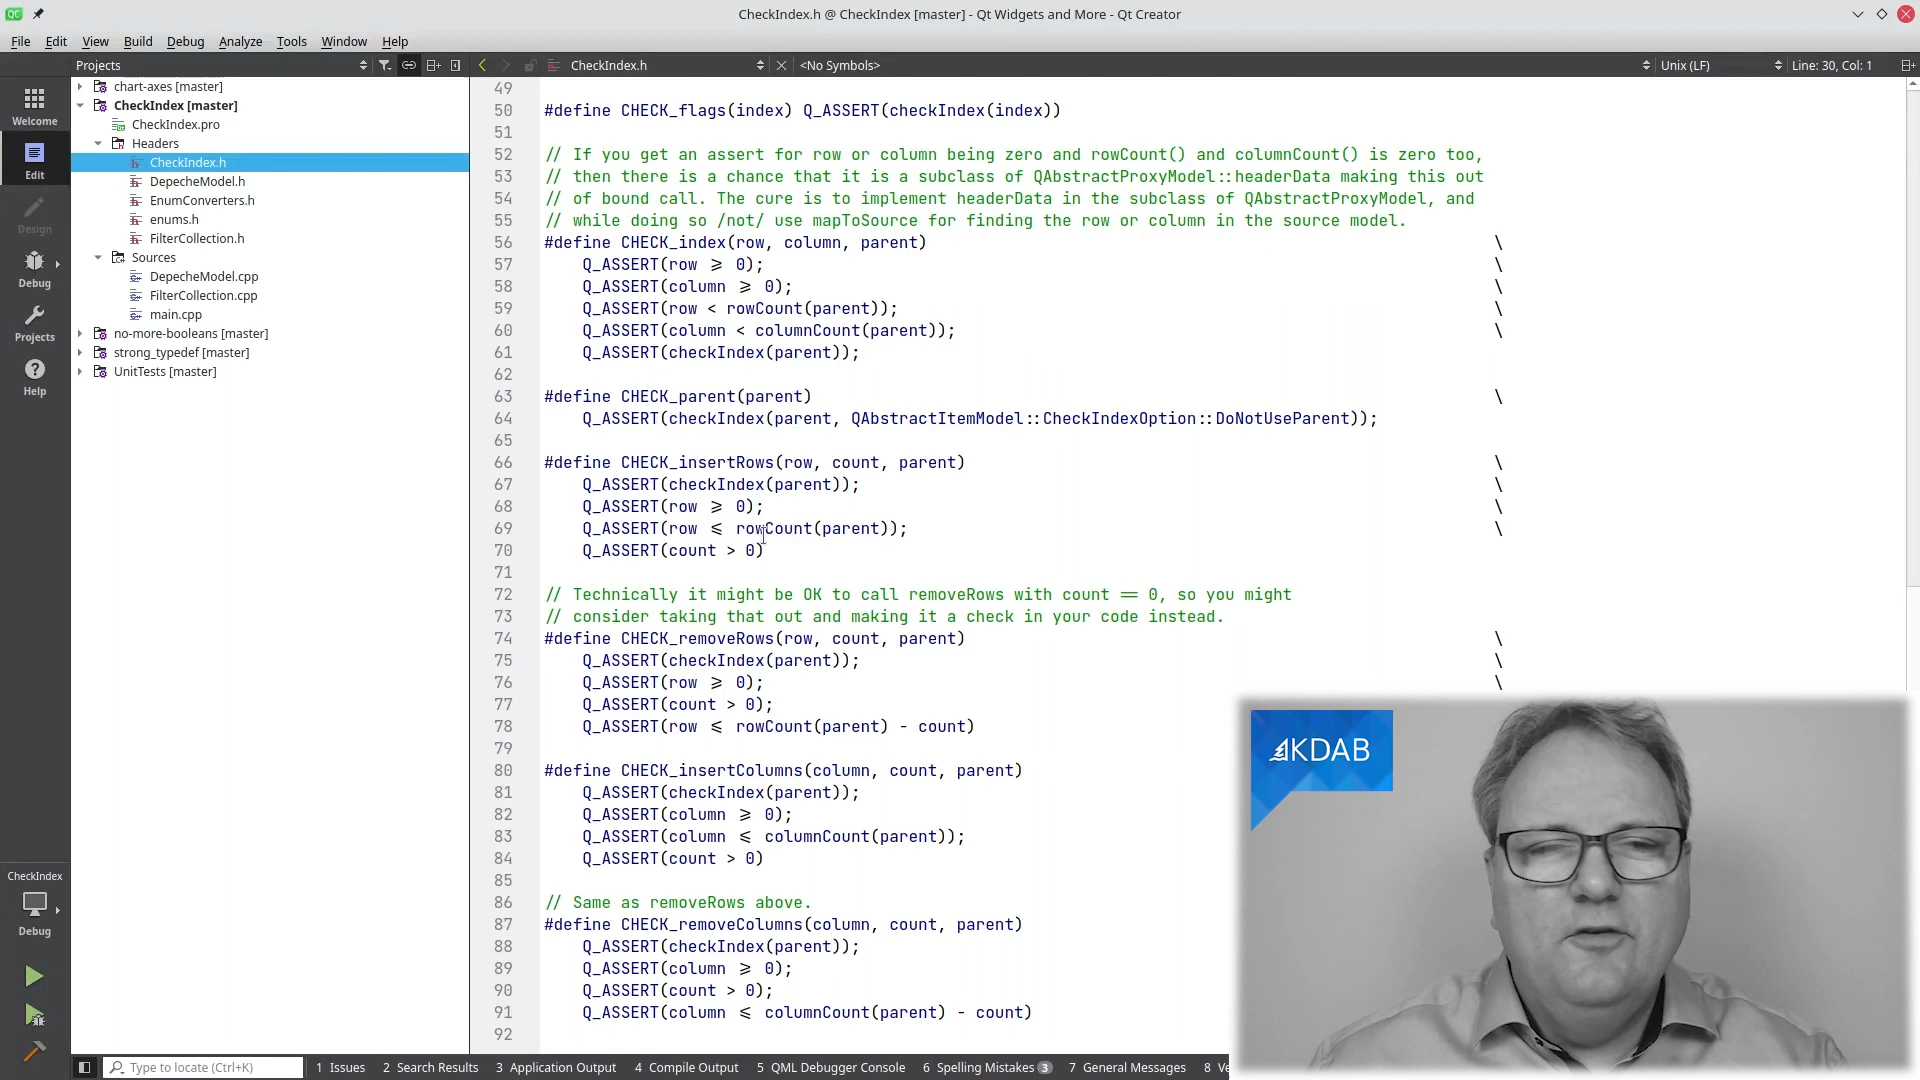 CheckIndex.h @ CheckIndex [master] - Qt Widgets and More - Qt Creator
File Edit View Build Debug Analyze Tools Window Help
Projects
CheckIndex.h
<No Symbols>
Unix (LF)
Line: 30, Col: 1
Welcome
Edit
Design
Debug
Projects
Help
chart-axes [master]
CheckIndex [master]
CheckIndex.pro
Headers
CheckIndex.h
DepecheModel.h
EnumConverters.h
enums.h
FilterCollection.h
Sources
DepecheModel.cpp
FilterCollection.cpp
main.cpp
no-more-booleans [master]
strong_typedef [master]
UnitTests [master]
49
50 #define CHECK_flags(index) Q_ASSERT(checkIndex(index))
51
52 // If you get an assert for row or column being zero and rowCount() and columnCount() is zero too,
53 // then there is a chance that it is a subclass of QAbstractProxyModel::headerData making this out
54 // of bound call. The cure is to implement headerData in the subclass of QAbstractProxyModel, and
55 // while doing so /not/ use mapToSource for finding the row or column in the source model.
56 #define CHECK_index(row, column, parent) \
57 Q_ASSERT(row >= 0); \
58 Q_ASSERT(column >= 0); \
59 Q_ASSERT(row < rowCount(parent)); \
60 Q_ASSERT(column < columnCount(parent)); \
61 Q_ASSERT(checkIndex(parent));
62
63 #define CHECK_parent(parent) \
64 Q_ASSERT(checkIndex(parent, QAbstractItemModel::CheckIndexOption::DoNotUseParent));
65
66 #define CHECK_insertRows(row, count, parent) \
67 Q_ASSERT(checkIndex(parent)); \
68 Q_ASSERT(row >= 0); \
69 Q_ASSERT(row <= rowCount(parent)); \
70 Q_ASSERT(count > 0)
71
72 // Technically it might be OK to call removeRows with count == 0, so you might
73 // consider taking that out and making it a check in your code instead.
74 #define CHECK_removeRows(row, count, parent) \
75 Q_ASSERT(checkIndex(parent)); \
76 Q_ASSERT(row >= 0); \
77 Q_ASSERT(count > 0);
78 Q_ASSERT(row <= rowCount(parent) - count)
79
80 #define CHECK_insertColumns(column, count, parent)
81 Q_ASSERT(checkIndex(parent));
82 Q_ASSERT(column >= 0);
83 Q_ASSERT(column <= columnCount(parent));
84 Q_ASSERT(count > 0)
85
86 // Same as removeRows above.
87 #define CHECK_removeColumns(column, count, parent)
88 Q_ASSERT(checkIndex(parent));
89 Q_ASSERT(column >= 0);
90 Q_ASSERT(count > 0);
91 Q_ASSERT(column <= columnCount(parent) - count)
92
KDAB
CheckIndex
Debug
Type to locate (Ctrl+K)
1 Issues 2 Search Results 3 Application Output 4 Compile Output 5 QML Debugger Console 6 Spelling Mistakes 3 7 General Messages 8